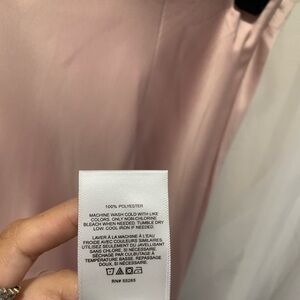 100% POLYESTER
MACHINE WASH COLD WITH LIKE
COLORS. ONLY NON-CHLORINE
BLEACH WHEN NEEDED. TUMBLE DRY
LOW. COOL IRON IF NEEDED.
LAVER À LA MACHINE À L'EAU
FROIDE AVEC COULEURS SIMILAIRES.
UTILISEZ SEULEMENT DU JAVELLISANT
SANS CHLORE SI NÉCESSAIRE.
SÉCHAGE PAR CULBUTAGE À
TEMPÉRATURE BASSE. REPASSAGE
DOUX, SI NÉCESSAIRE.
RN# 55285